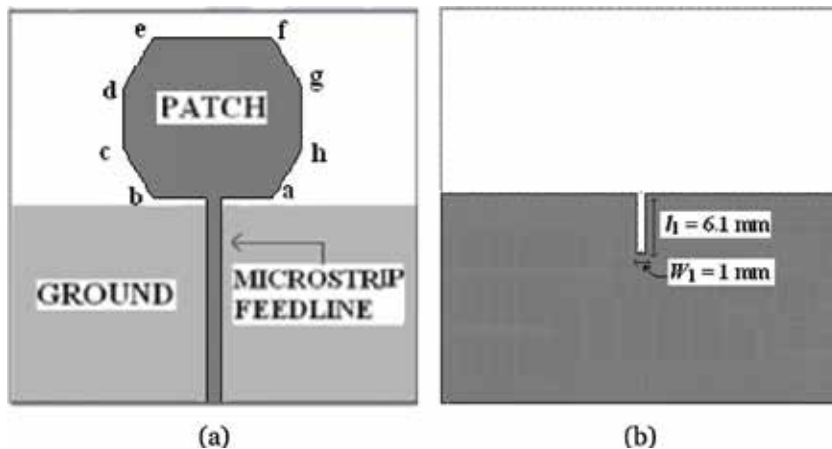 e
f
d
g
PATCH
c
h
b
a
GROUND
MICROSTRIP
FEEDLINE
(a)
l1 = 6.1 mm
W1 = 1 mm
(b)